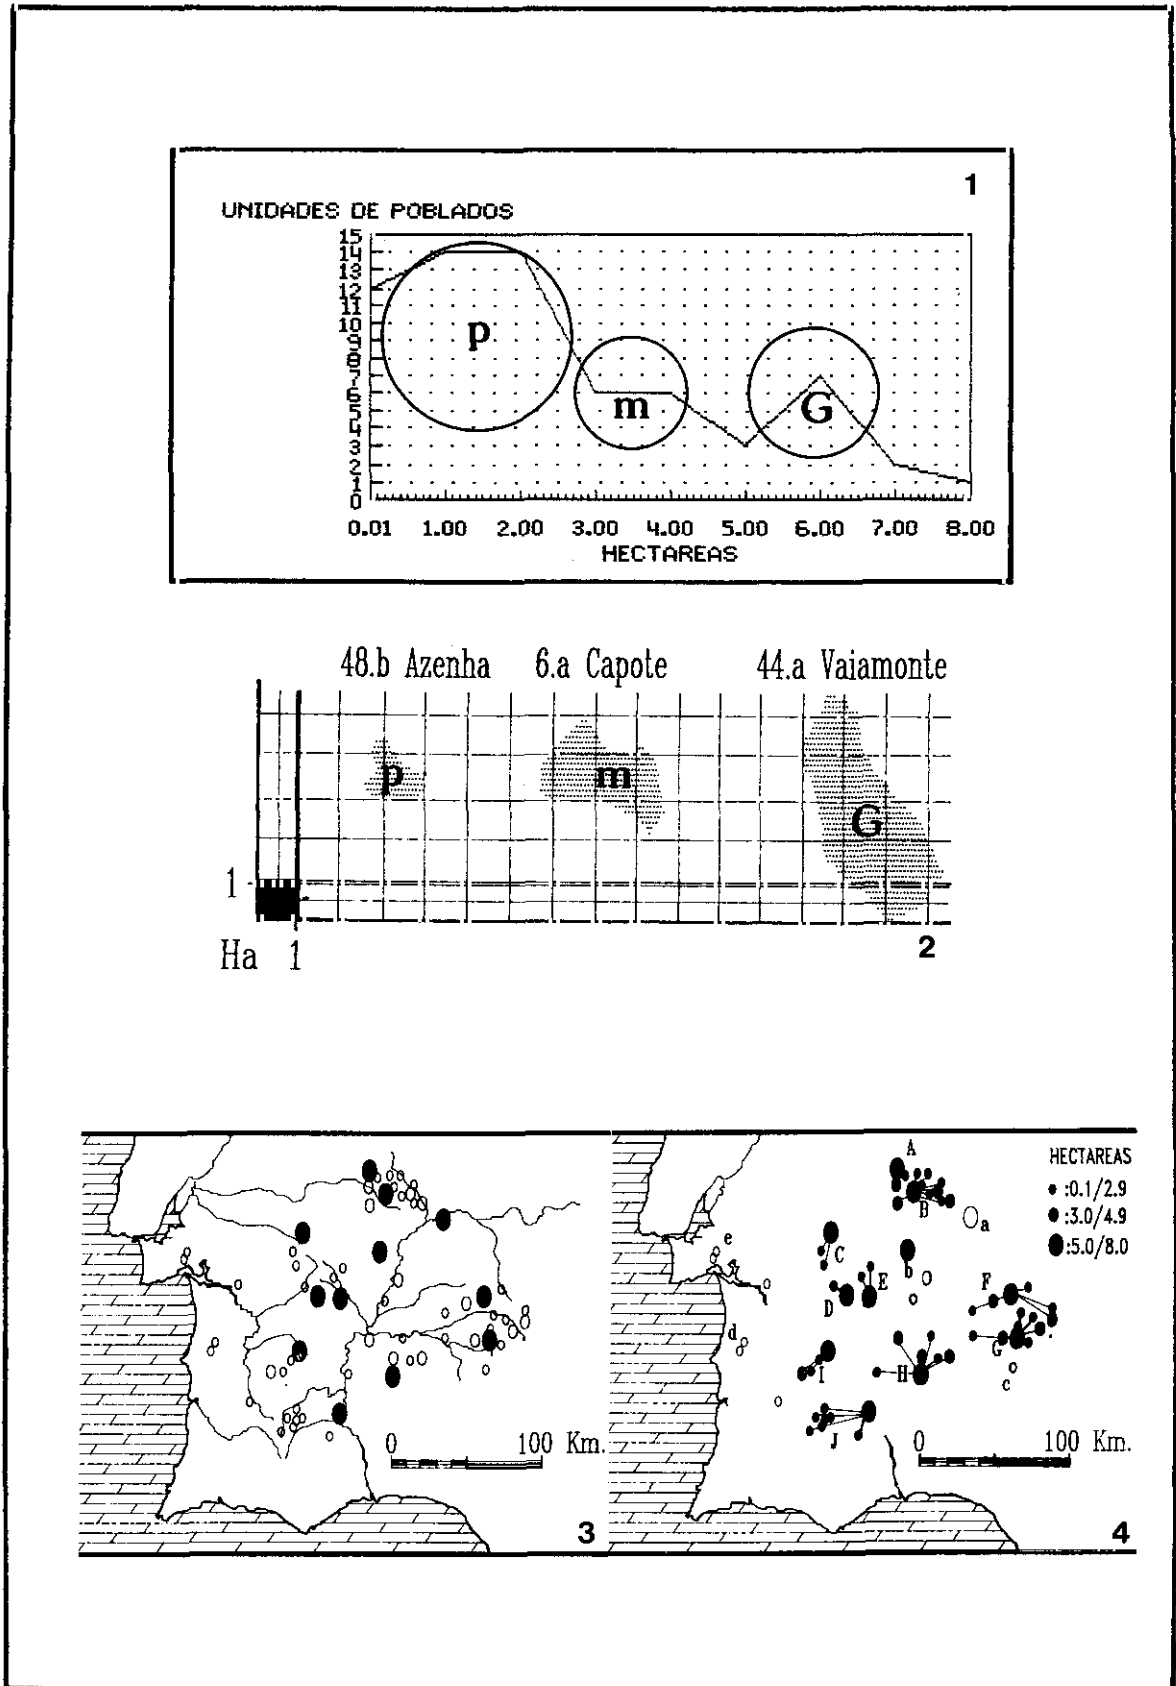 1
UNIDADES DE POBLADOS
15
14
13
12
11
10
9
8
7
6
5
4
3
2
1
0
p
m
G
0.01 1.00 2.00 3.00 4.00 5.00 6.00 7.00 8.00
HECTAREAS
48.b Azenha 6.a Capote 44.a Vaiamonte
p
m
G
1
Ha 1
2
0 100 Km.
3
A
HECTAREAS
:0.1/2.9
:3.0/4.9
:5.0/8.0
B
a
e
C
b
E
F
D
d
G
H
I
c
J
0 100 Km.
4